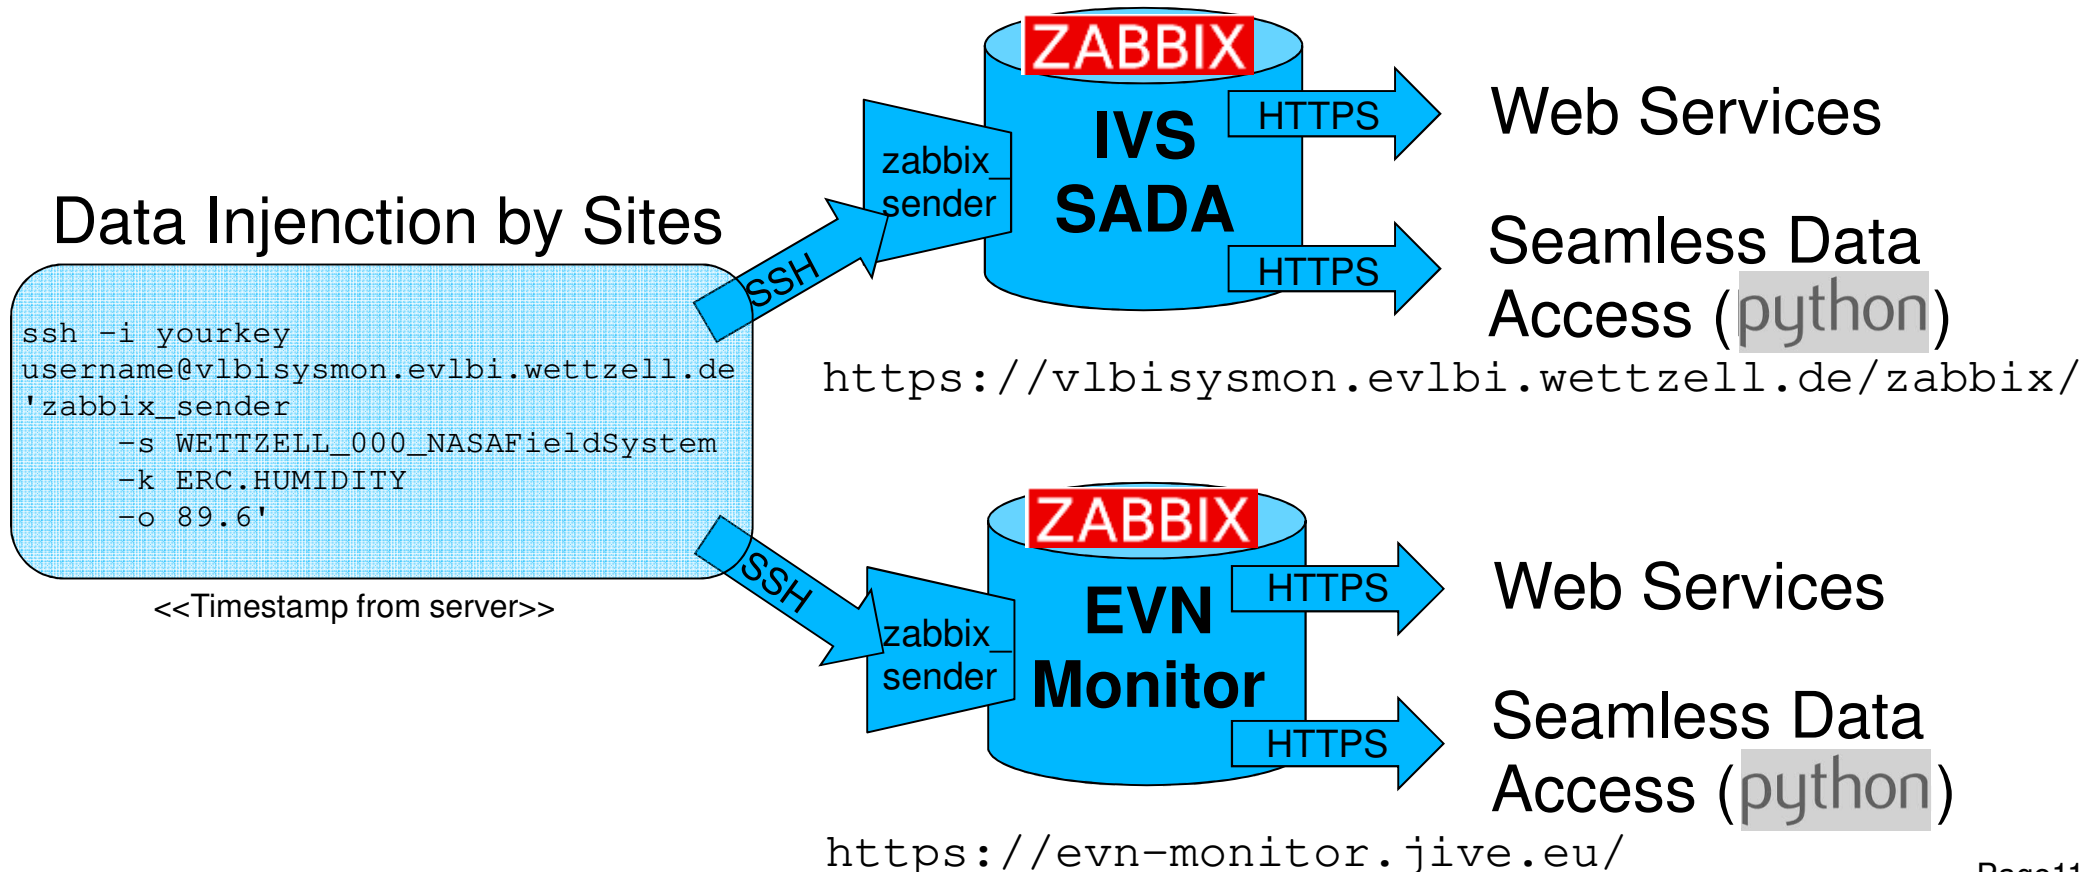 Data Injenction by Sites
ssh -i yourkey
username@vlbisysmon.evlbi.wettzell.de
'zabbix_sender
-s WETTZELL_000_NASAFieldSystem
-k ERC.HUMIDITY
-o 89.6'
<<Timestamp from server>>
SSH
zabbix_
sender
ZABBIX
IVS
SADA
HTTPS
Web Services
HTTPS
Seamless Data
Access (python)
https://vlbisysmon.evlbi.wettzell.de/zabbix/
SSH
zabbix_
sender
ZABBIX
EVN
Monitor
HTTPS
Web Services
HTTPS
Seamless Data
Access (python)
https://evn-monitor.jive.eu/
Page11